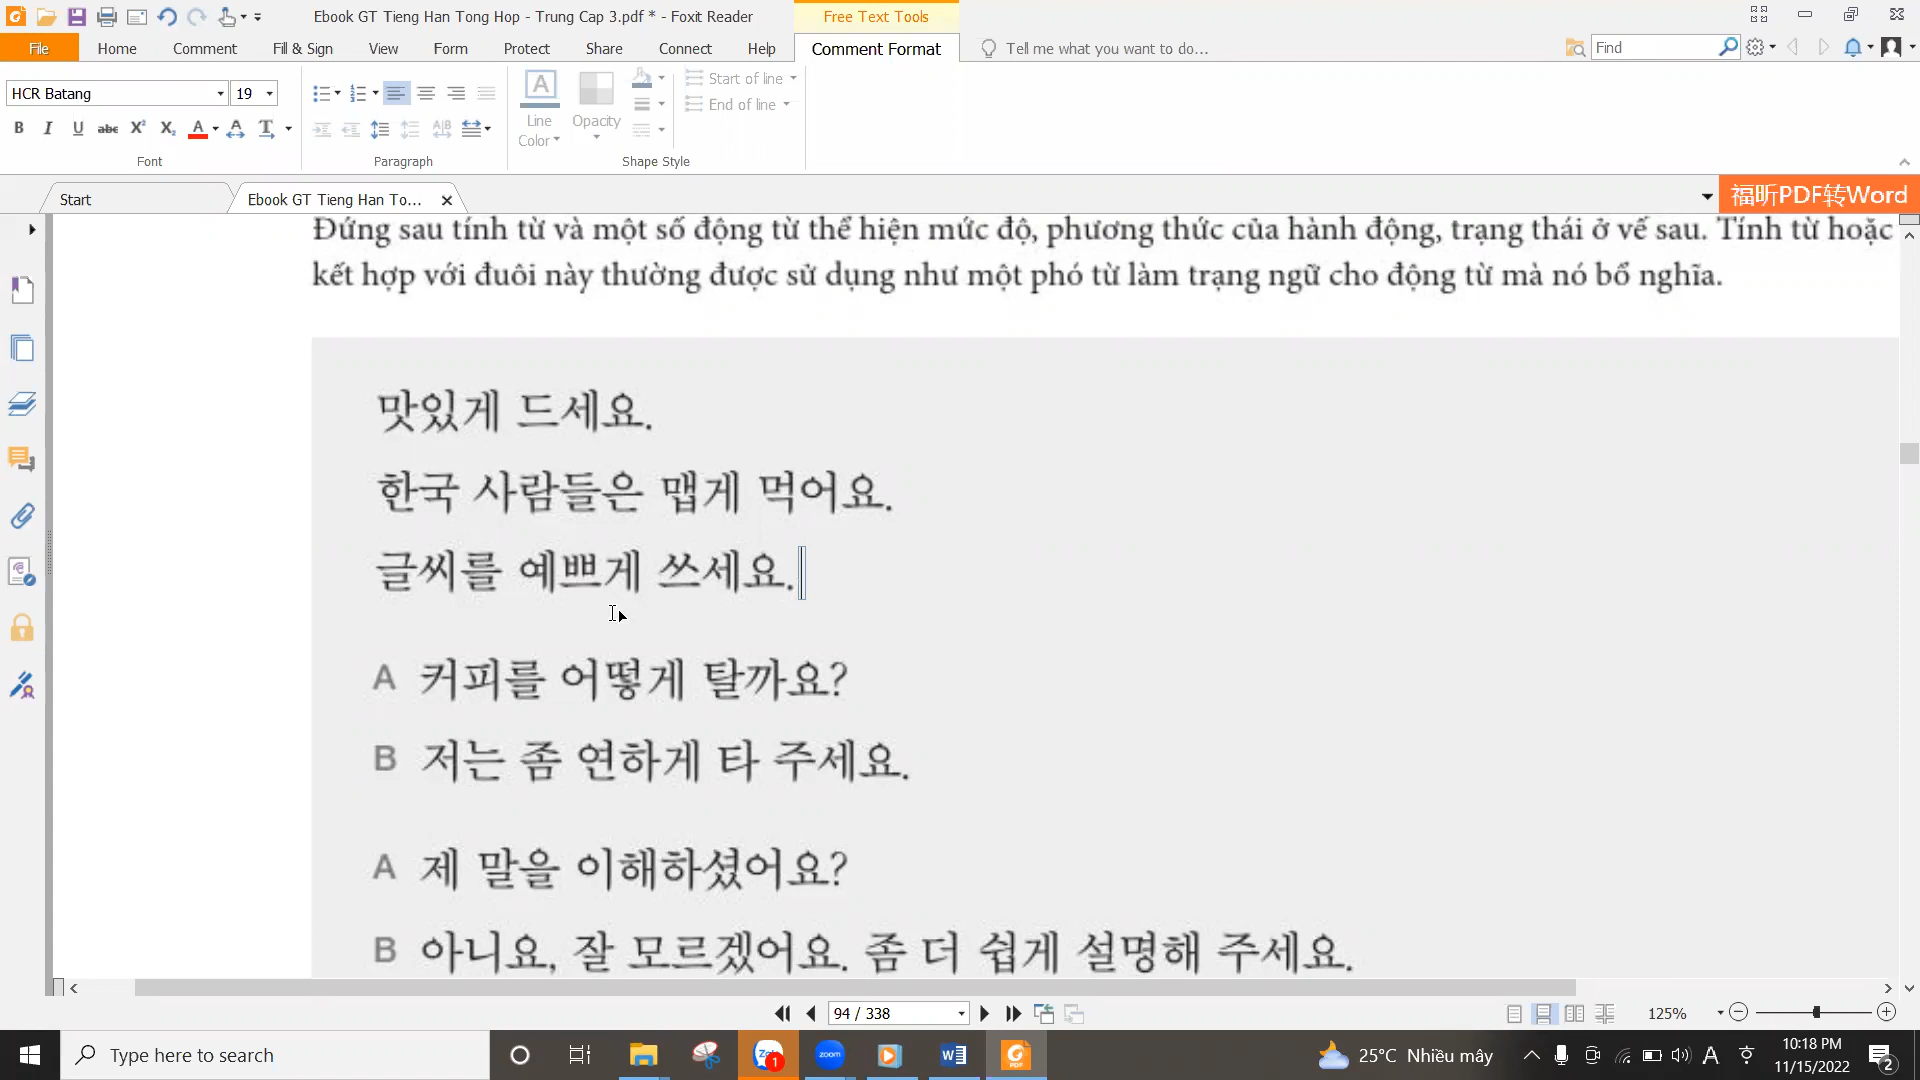 Ebook GT Tieng Han Tong Hop - Trung Cap 3.pdf * - Foxit Reader
Free Text Tools
File Home Comment Fill & Sign View Form Protect Share Connect Help Comment Format Tell me what you want to do... Find
HCR Batang 19
Start of line
End of line
Line Color
Opacity
B I U abc X² X₂ A A T
Font Paragraph Shape Style
Start Ebook GT Tieng Han To... 福昕PDF转Word
Đứng sau tính từ và một số động từ thể hiện mức độ, phương thức của hành động, trạng thái ở vế sau. Tính từ hoặc
kết hợp với đuôi này thường được sử dụng như một phó từ làm trạng ngữ cho động từ mà nó bổ nghĩa.
맛있게 드세요.
한국 사람들은 맵게 먹어요.
글씨를 예쁘게 쓰세요.
A 커피를 어떻게 탈까요?
B 저는 좀 연하게 타 주세요.
A 제 말을 이해하셨어요?
B 아니요, 잘 모르겠어요. 좀 더 쉽게 설명해 주세요.
94 / 338 125%
Type here to search
Zalo 1
zoom
25°C Nhiều mây
A 10:18 PM
11/15/2022 2